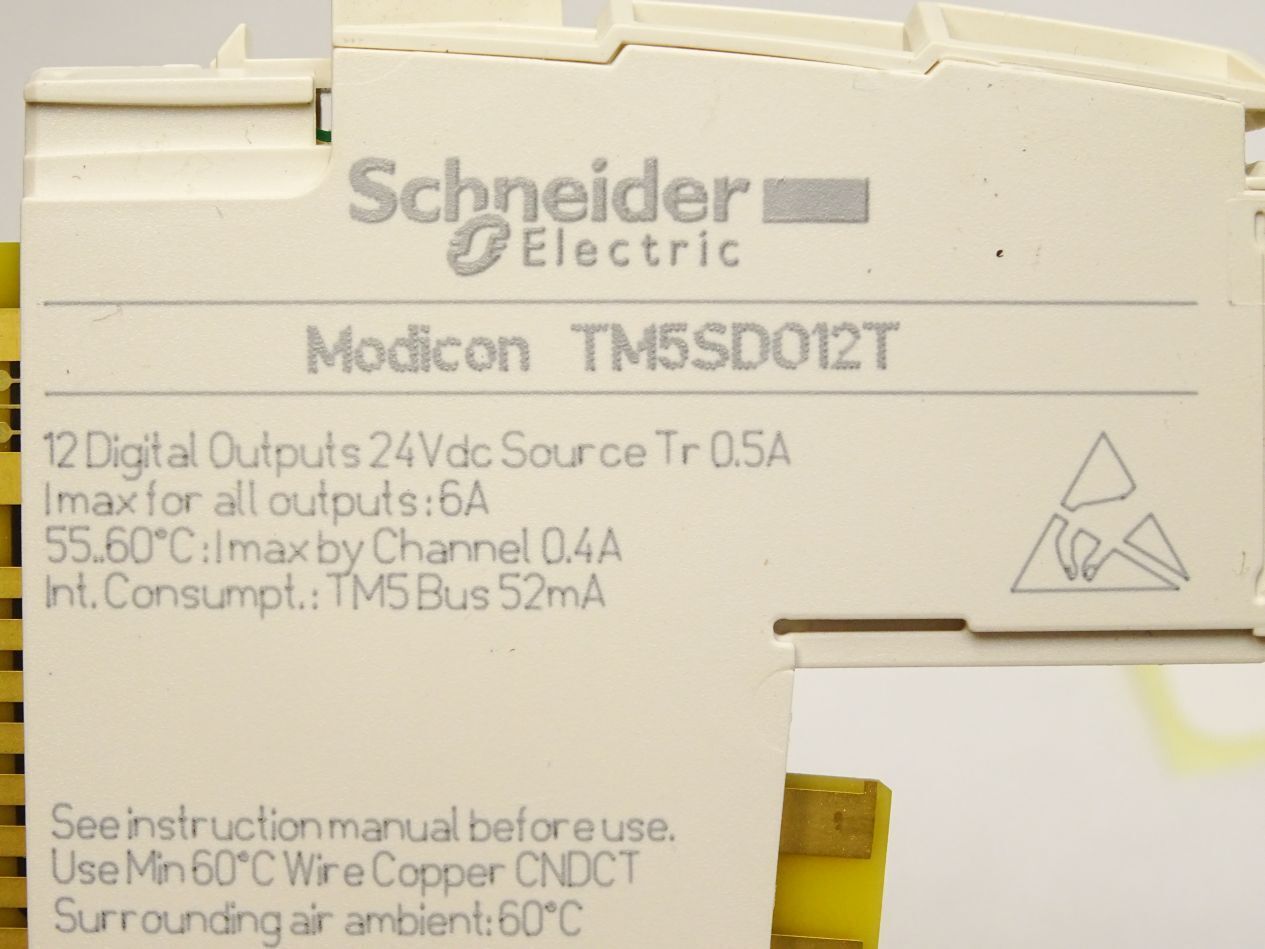 Schneider
Electric
Modicon TM5SDO12T
12 Digital Outputs 24Vdc Source Tr 0.5A
Imax for all outputs:6A
55..60°C:Imax by Channel 0.4A
Int. Consumpt.: TM5 Bus 52mA
See instruction manual before use.
Use Min 60°C Wire Copper CNDCT
Surrounding air ambient: 60°C